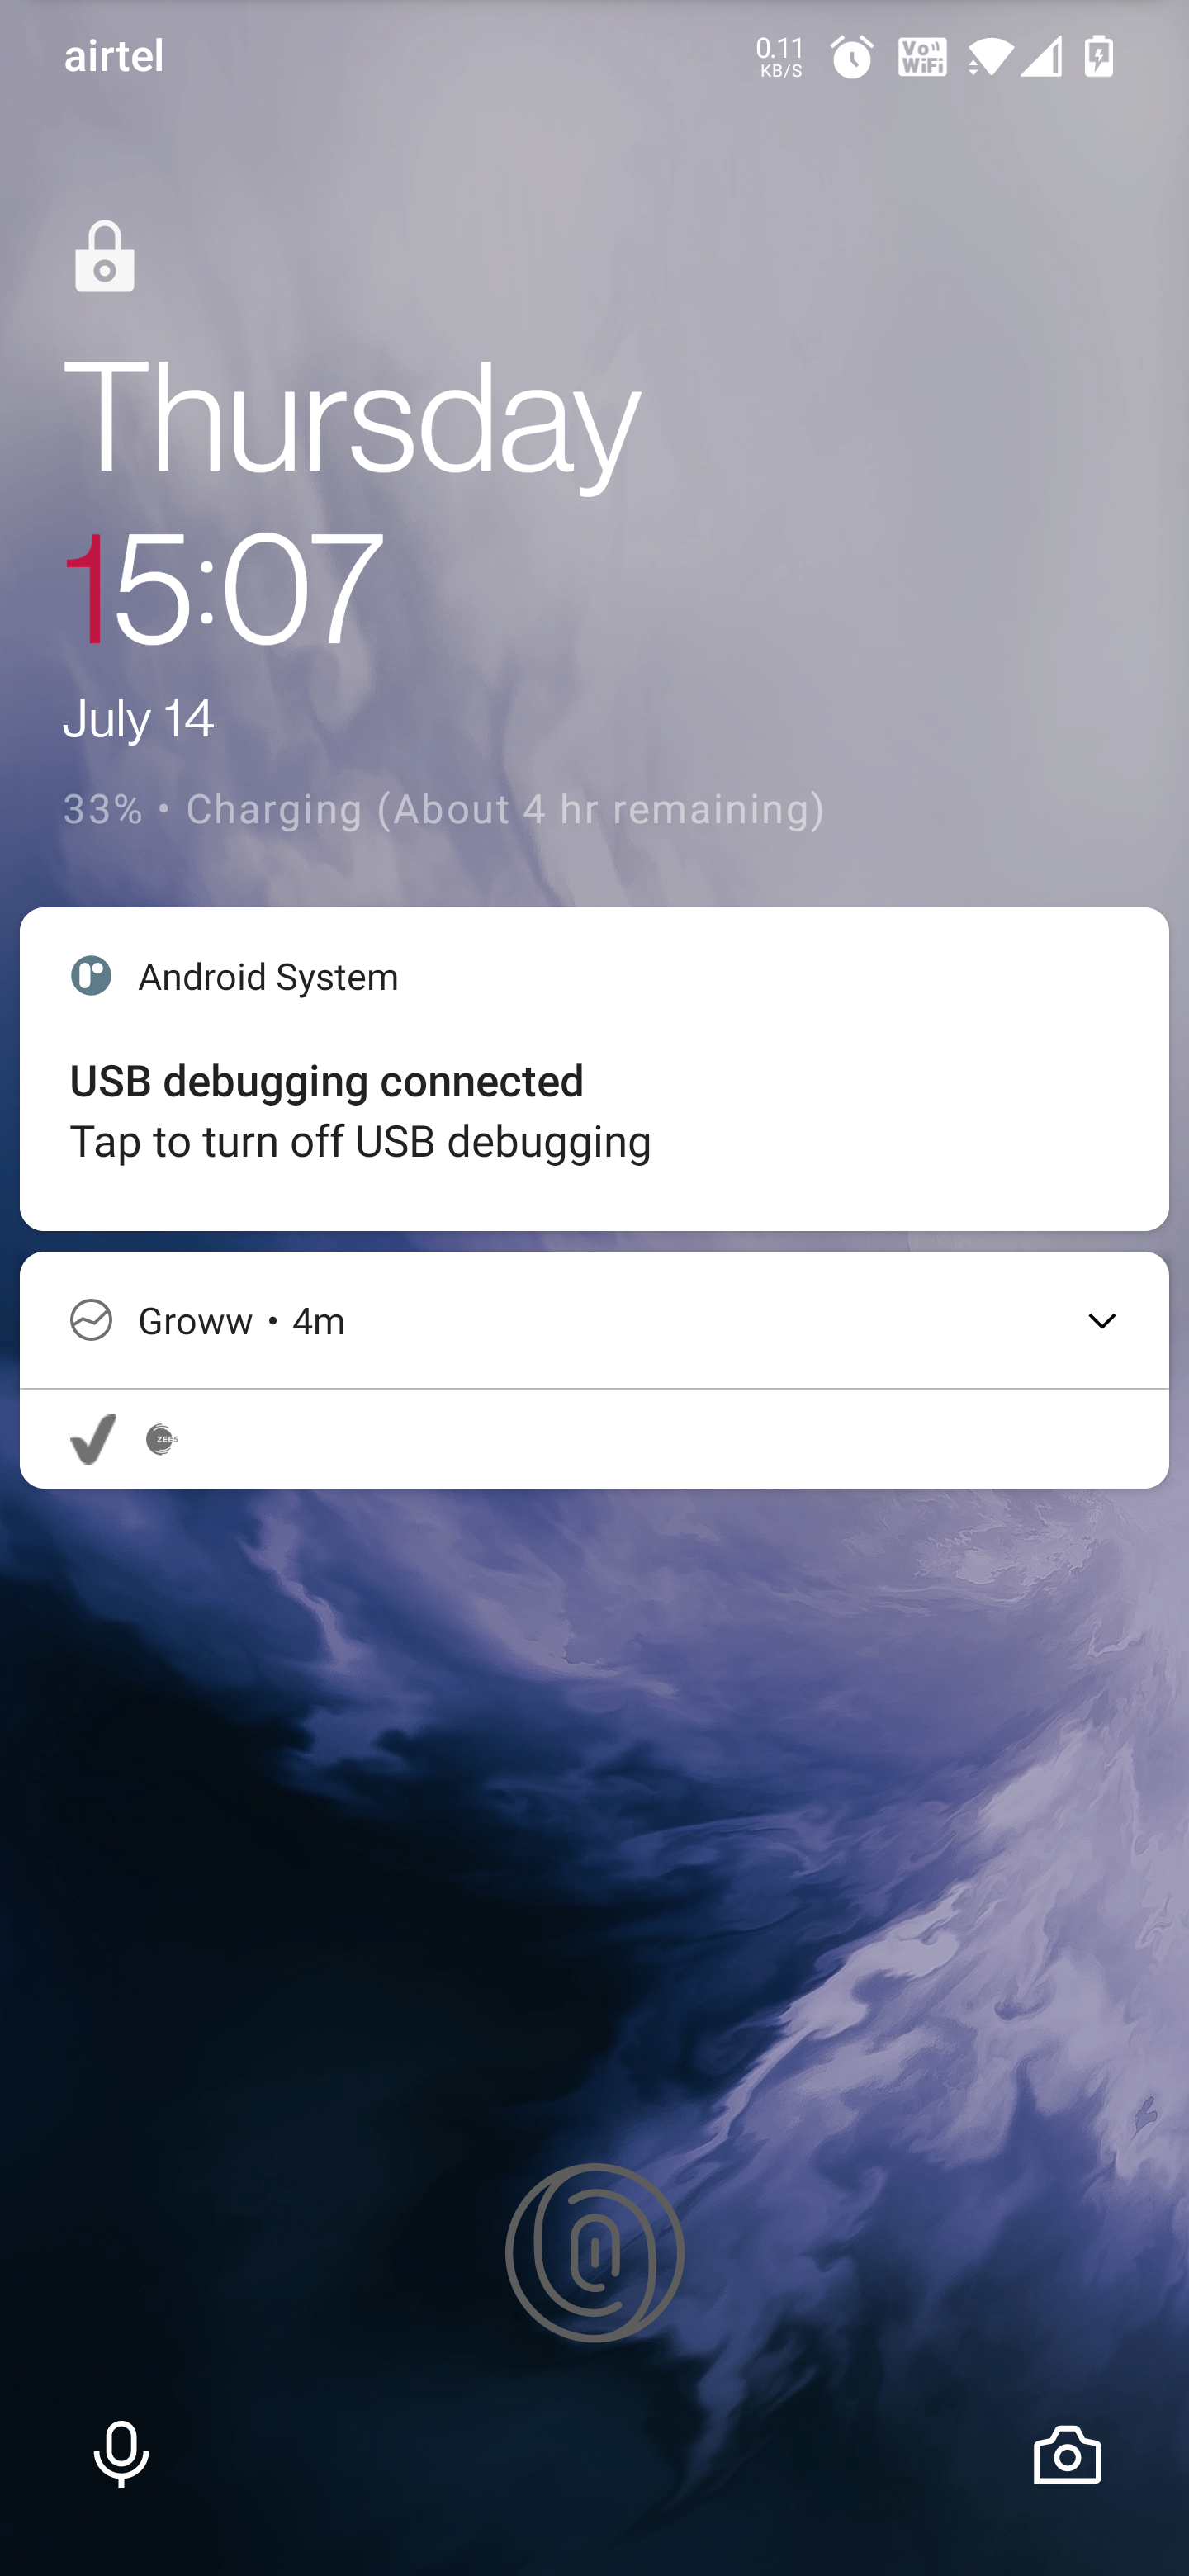 airtel
0.11
KB/S
Vo
WiFi
Thursday
15:07
July 14
33% • Charging (About 4 hr remaining)
Android System
USB debugging connected
Tap to turn off USB debugging
Groww • 4m
ZEE5